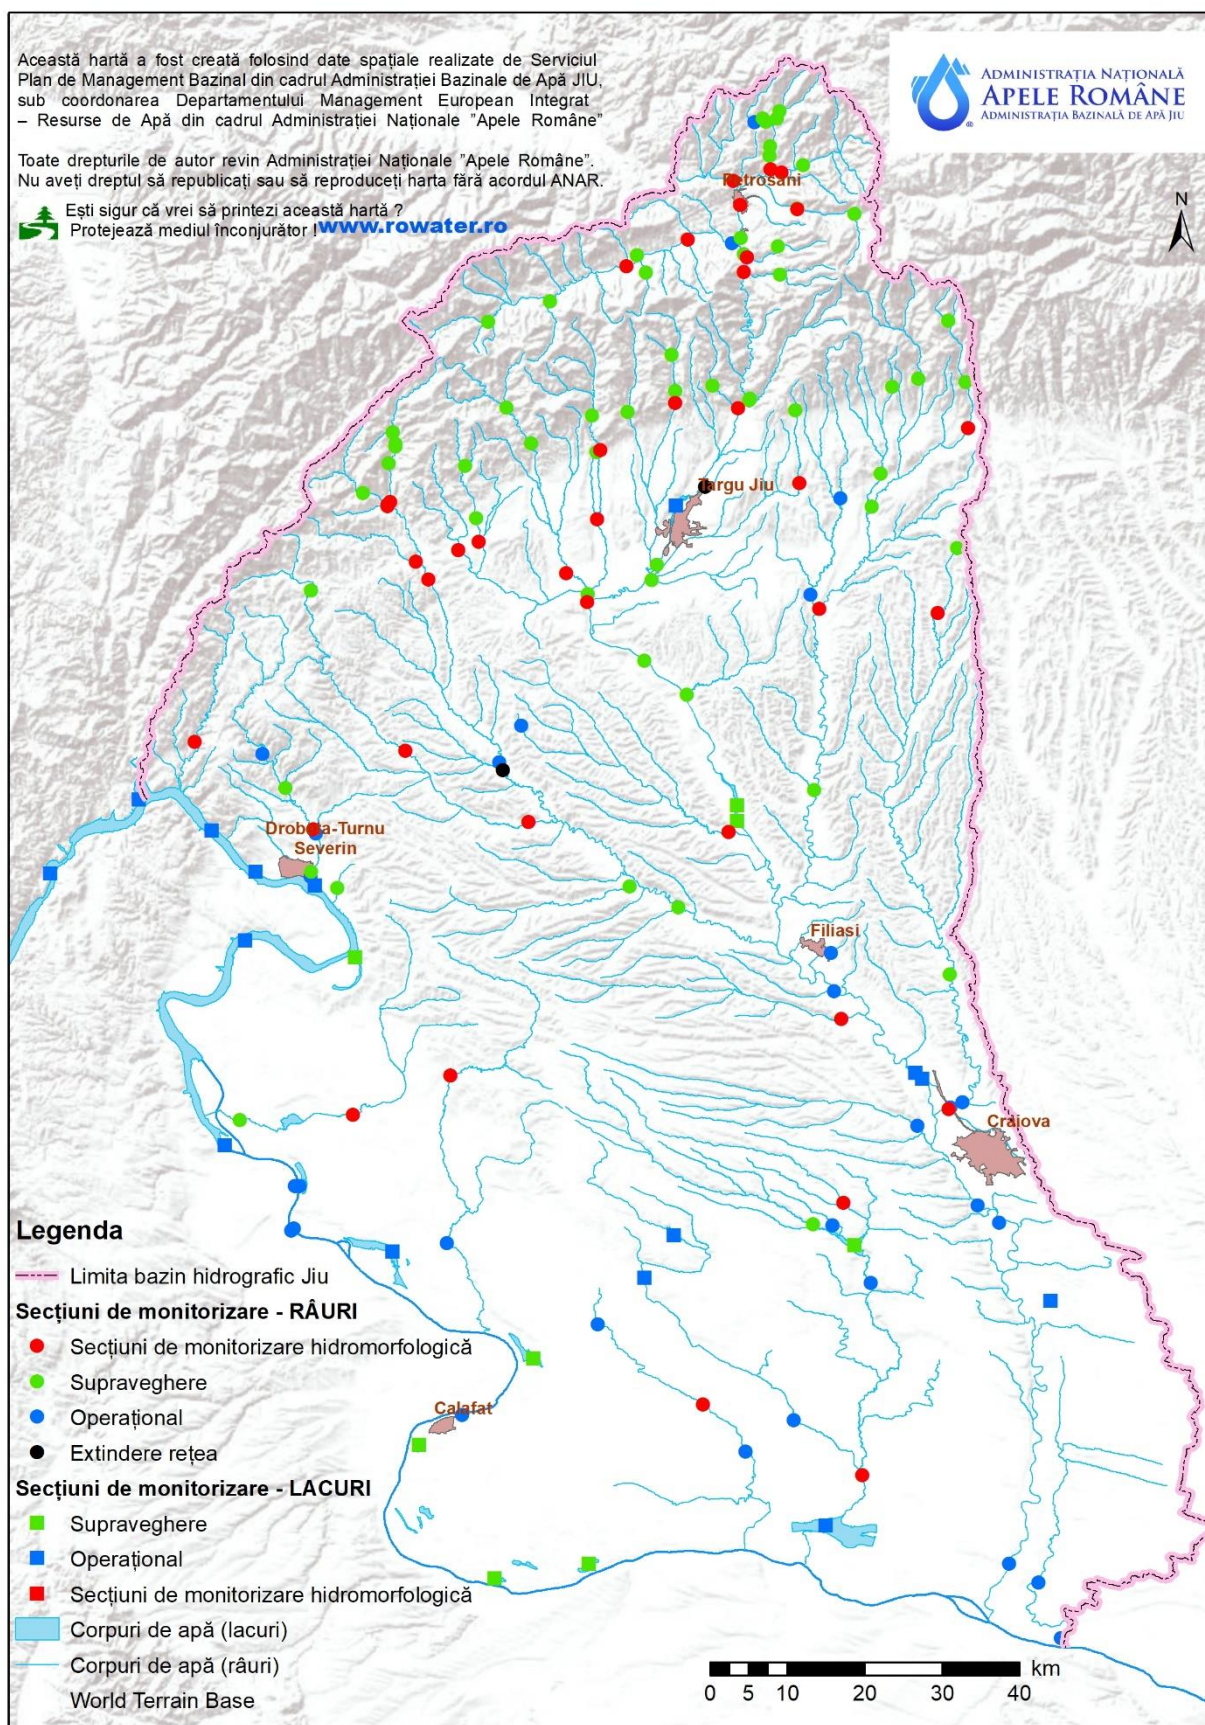 Această hartă a fost creată folosind date spațiale realizate de Serviciul
Plan de Management Bazinal din cadrul Administrației Bazinale de Apă JIU,
sub coordonarea Departamentului Management European Integrat
– Resurse de Apă din cadrul Administrației Naționale ”Apele Române”
Toate drepturile de autor revin Administrației Naționale ”Apele Române”.
Nu aveți dreptul să republicați sau să reproduceți harta fără acordul ANAR.
Ești sigur că vrei să printezi această hartă ?
Protejează mediul înconjurător ! www.rowater.ro
ADMINISTRAȚIA NAȚIONALĂ
APELE ROMÂNE
ADMINISTRAȚIA BAZINALĂ DE APĂ JIU
N
Petrosani
Targu Jiu
Drobeta-Turnu
Severin
Filiasi
Craiova
Calafat
Legenda
Limita bazin hidrografic Jiu
Secțiuni de monitorizare - RÂURI
Secțiuni de monitorizare hidromorfologică
Supraveghere
Operațional
Extindere rețea
Secțiuni de monitorizare - LACURI
Supraveghere
Operațional
Secțiuni de monitorizare hidromorfologică
Corpuri de apă (lacuri)
Corpuri de apă (râuri)
World Terrain Base
km
0 5 10 20 30 40